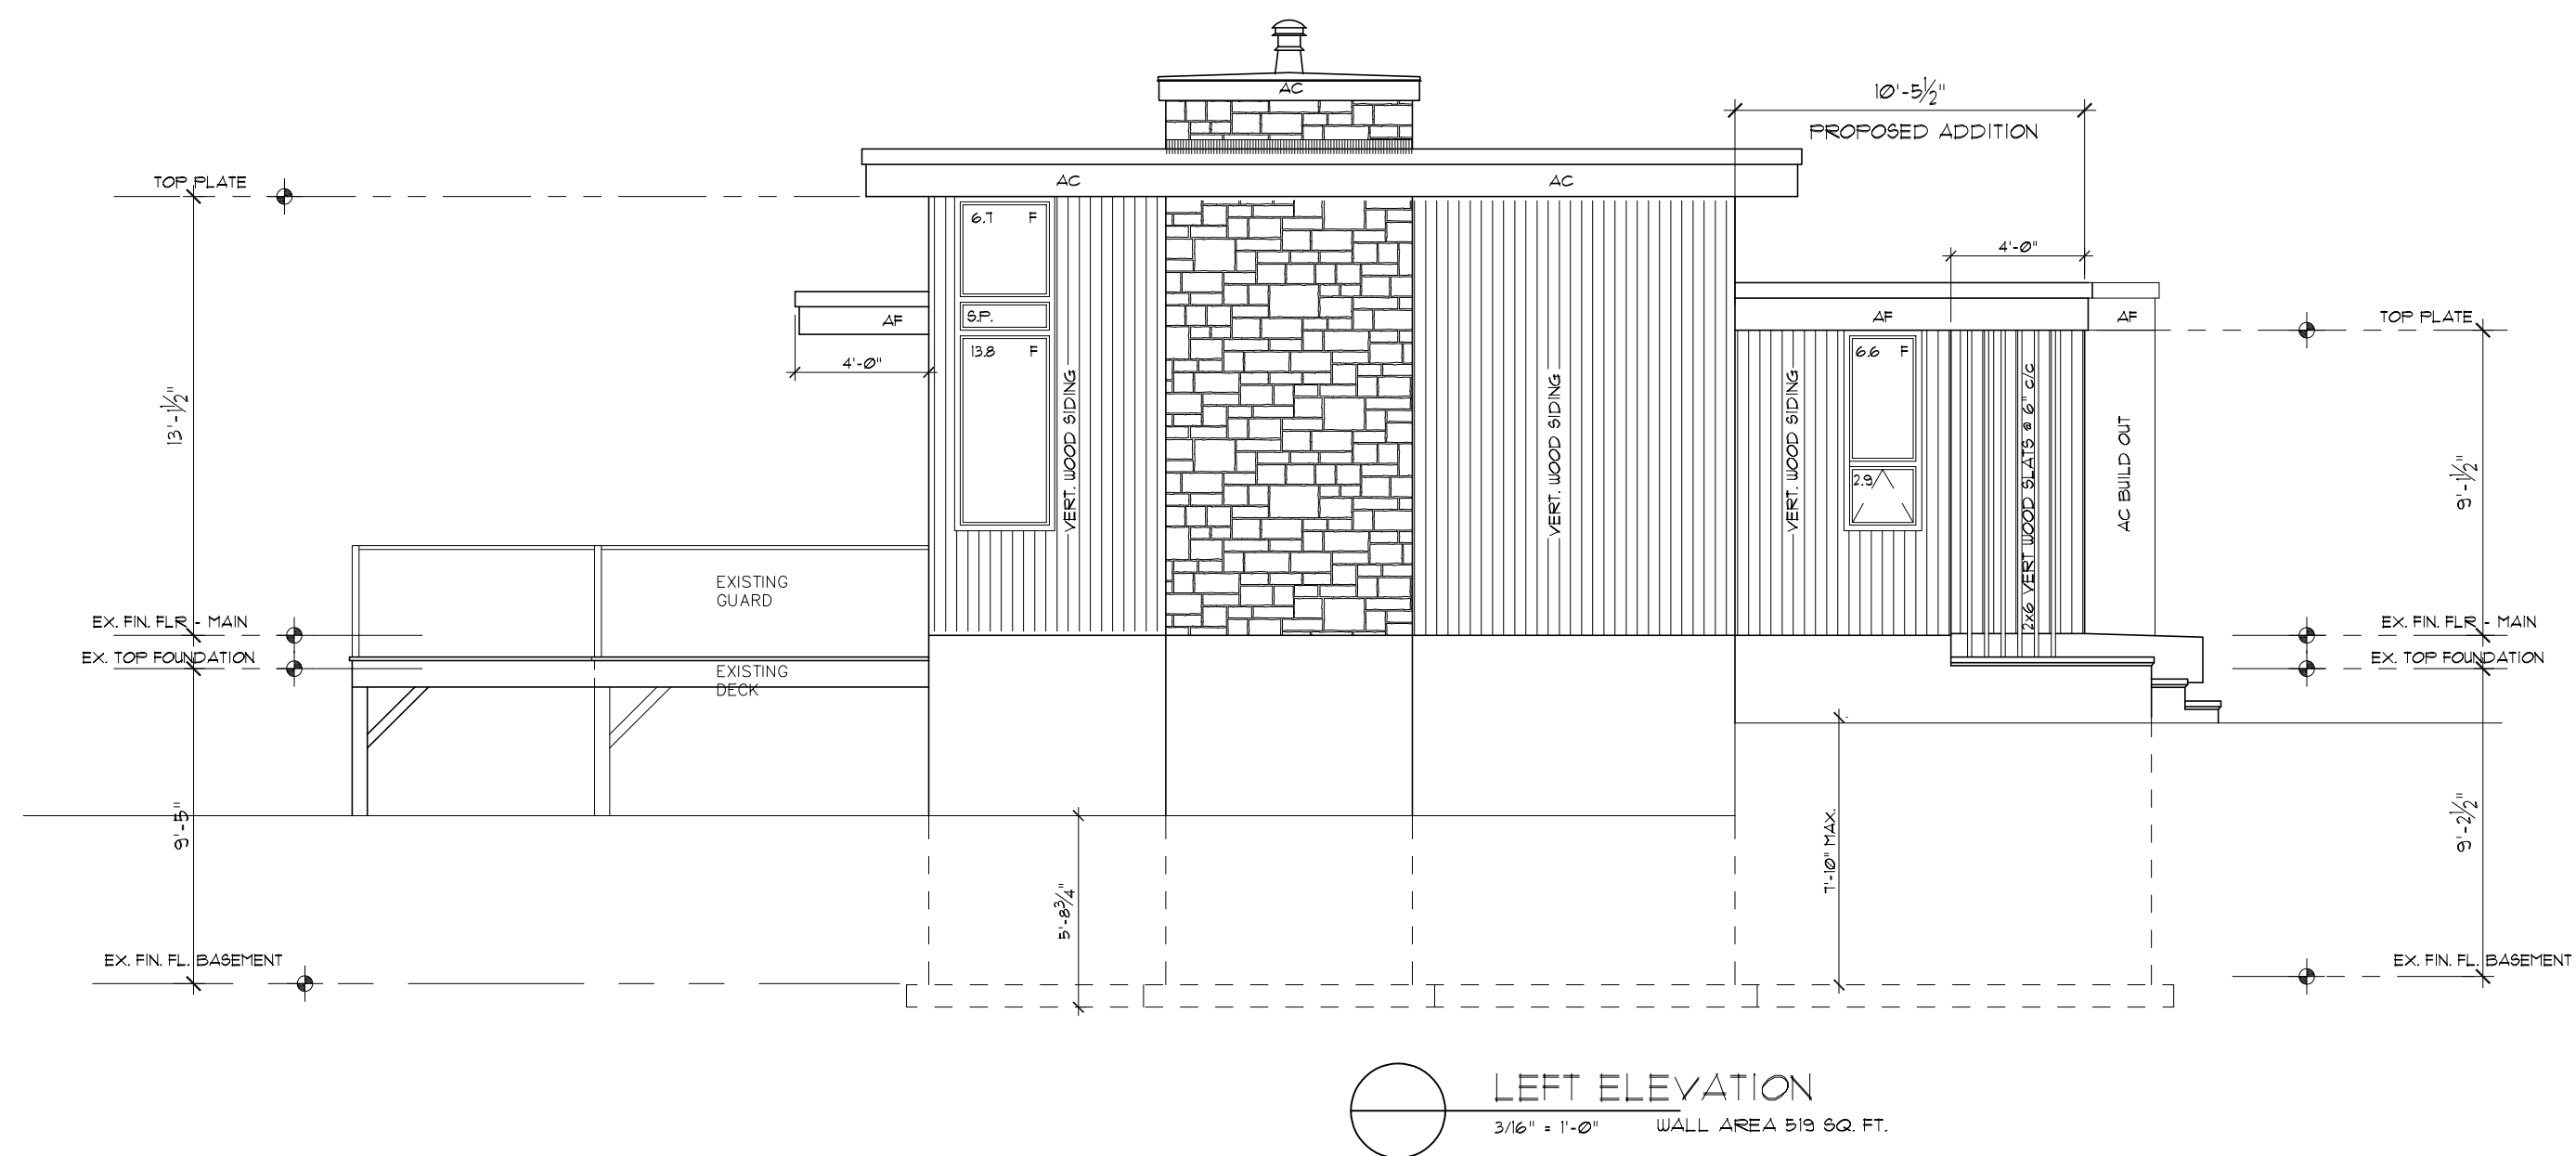 AC
10'-5½"
PROPOSED ADDITION
TOP PLATE
AC
AC
6.7 F
4'-0"
S.P.
AF
AF
AF
TOP PLATE
13.8 F
6.6 F
4'-0"
13'-1½"
VERT. WOOD SIDING
VERT. WOOD SIDING
VERT. WOOD SIDING
2x6 VERT WOOD SLATS @ 6" c/c
AC BUILD OUT
2.9
9'-1½"
EXISTING
GUARD
EX. FIN. FLR - MAIN
EX. FIN. FLR - MAIN
EX. TOP FOUNDATION
EX. TOP FOUNDATION
EXISTING
DECK
9'-5"
5'-8¾"
7'-10" MAX.
9'-2½"
EX. FIN. FL. BASEMENT
EX. FIN. FL. BASEMENT
LEFT ELEVATION
3/16" = 1'-0" WALL AREA 519 SQ. FT.